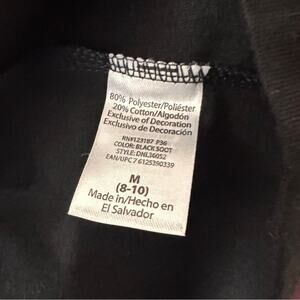 80% Polyester/Poliéster
20% Cotton/Algodón
Exclusive of Decoration
Exclusivo de Decoración
RN#123187 P36
COLOR: BLACK SOOT
STYLE: DNL36052
EAN/UPC 7 6125390339
M
(8-10)
Made in/Hecho en
El Salvador